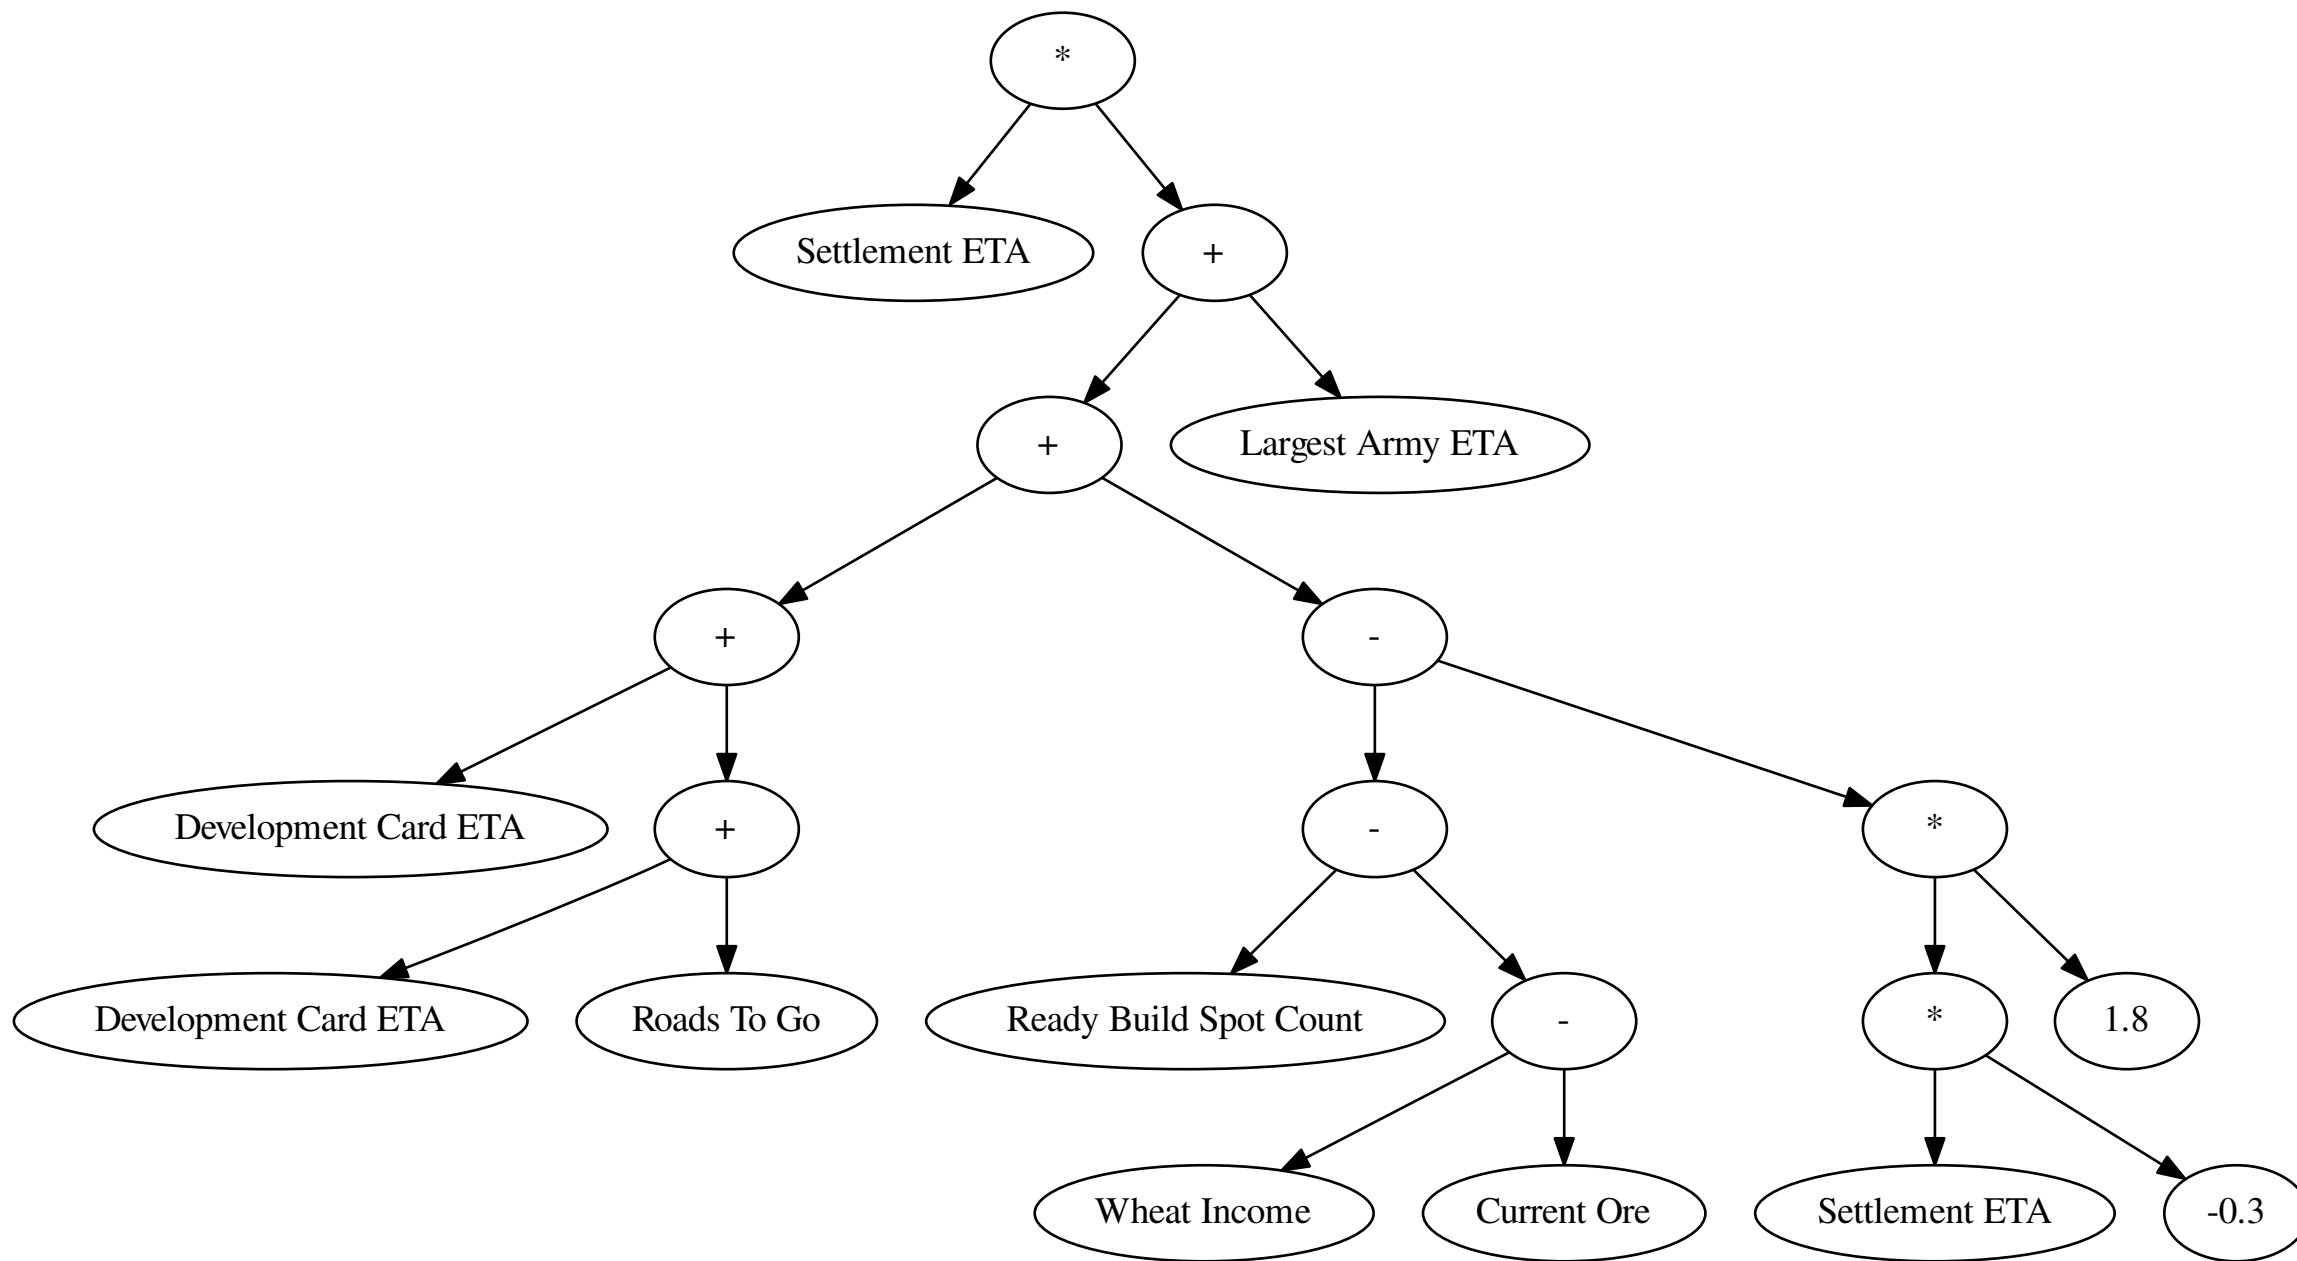 *
Settlement ETA
+
+
Largest Army ETA
+
-
Development Card ETA
+
-
*
Development Card ETA
Roads To Go
Ready Build Spot Count
-
*
1.8
Wheat Income
Current Ore
Settlement ETA
-0.3